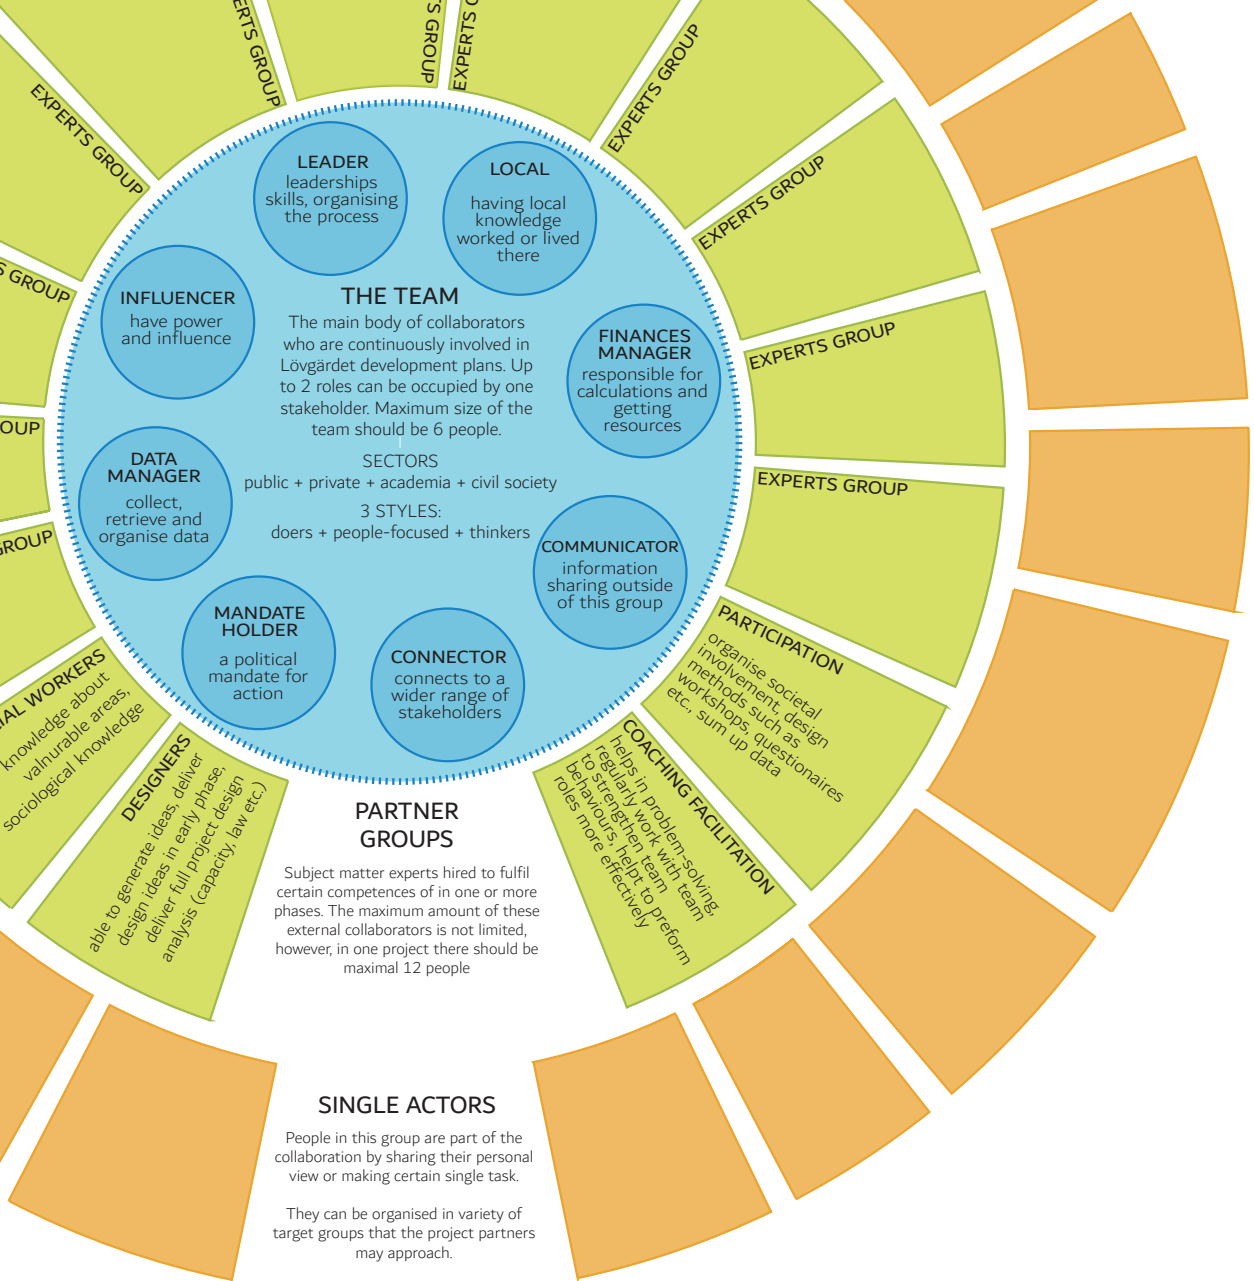 EXPERTS GROUP
S GROUP
EXPERTS
EXPERTS GROUP
EXPERTS GROUP
EXPERTS GROUP
EXPERTS GROUP
EXPERTS GROUP
S GROUP
OUP
GROUP
LEADER
leaderships
skills, organising
the process
LOCAL
having local
knowledge
worked or lived
there
INFLUENCER
have power
and influence
THE TEAM
The main body of collaborators
who are continuously involved in
Lövgärdet development plans. Up
to 2 roles can be occupied by one
stakeholder. Maximum size of the
team should be 6 people.
SECTORS
public + private + academia + civil society
3 STYLES:
doers + people-focused + thinkers
FINANCES
MANAGER
responsible for
calculations and
getting
resources
DATA
MANAGER
collect,
retrieve and
organise data
COMMUNICATOR
information
sharing outside
of this group
MANDATE
HOLDER
a political
mandate for
action
CONNECTOR
connects to a
wider range of
stakeholders
IAL WORKERS
knowledge about
valnurable areas,
sociological knowledge
DESIGNERS
able to generate ideas, deliver
design ideas in early phase,
deliver full project design
analysis (capacity, law etc.)
PARTICIPATION
organise societal
involvement, design
methods such as
workshops, questionaires
etc., sum up data
COACHING FACILITATION
helps in problem-solving,
regularly work with team
to strengthen team
behaviours, helpt to preform
roles more effectively
PARTNER
GROUPS
Subject matter experts hired to fulfil
certain competences of in one or more
phases. The maximum amount of these
external collaborators is not limited,
however, in one project there should be
maximal 12 people
SINGLE ACTORS
People in this group are part of the
collaboration by sharing their personal
view or making certain single task.
They can be organised in variety of
target groups that the project partners
may approach.